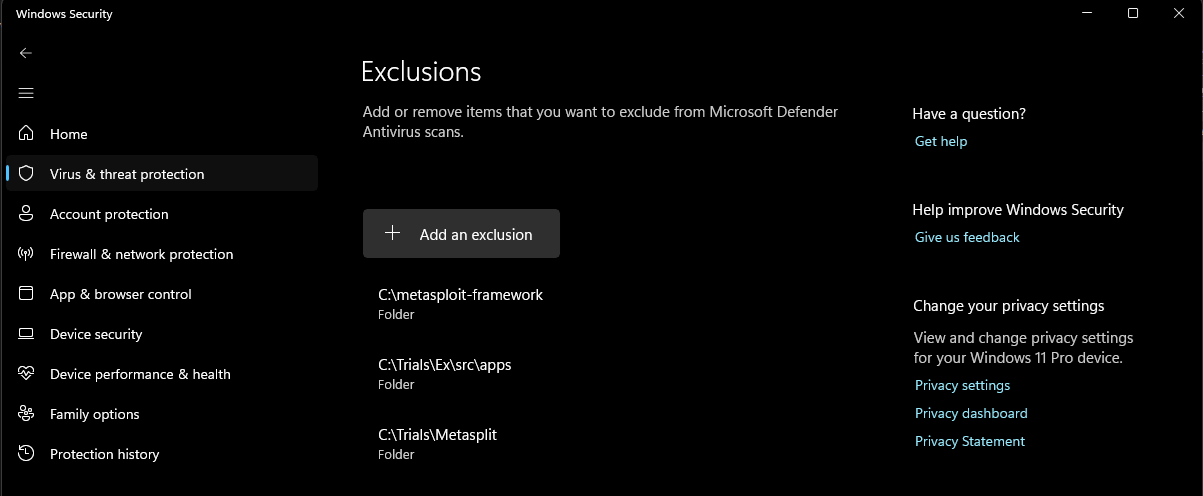 Windows Security
Home
Virus & threat protection
Account protection
Firewall & network protection
App & browser control
Device security
Device performance & health
Family options
Protection history
Exclusions
Add or remove items that you want to exclude from Microsoft Defender
Antivirus scans.
Add an exclusion
C:\metasploit-framework
Folder
C:\Trials\Ex\src\apps
Folder
C:\Trials\Metasplit
Folder
Have a question?
Get help
Help improve Windows Security
Give us feedback
Change your privacy settings
View and change privacy settings
for your Windows 11 Pro device.
Privacy settings
Privacy dashboard
Privacy Statement